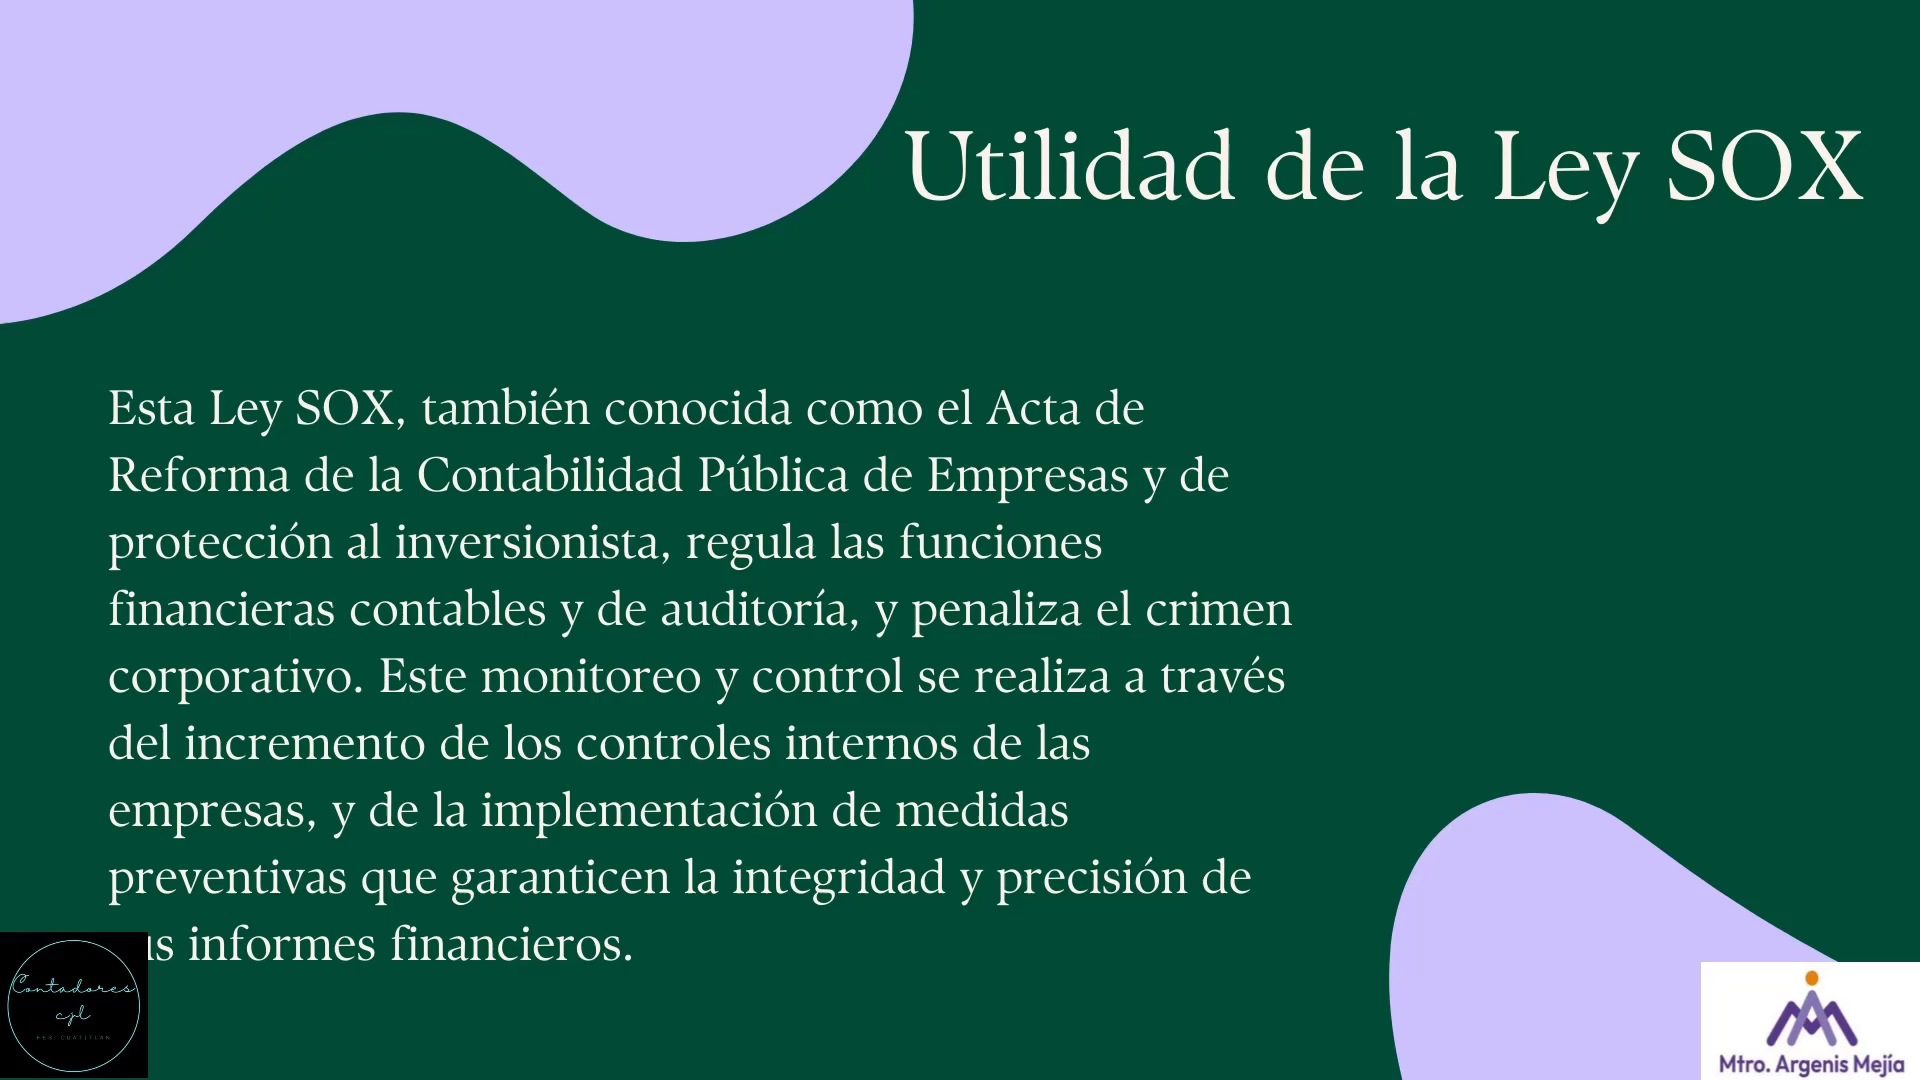 Utilidad de la Ley SOX
Esta Ley SOX, también conocida como el Acta de
Reforma de la Contabilidad Pública de Empresas y de
protección al inversionista, regula las funciones
financieras contables y de auditoría, y penaliza el crimen
corporativo. Este monitoreo y control se realiza a través
del incremento de los controles internos de las
empresas, y de la implementación de medidas
preventivas que garanticen la integridad y precisión de
informes financieros.
Contadores
cjl
Mtro. Argenis Mejía